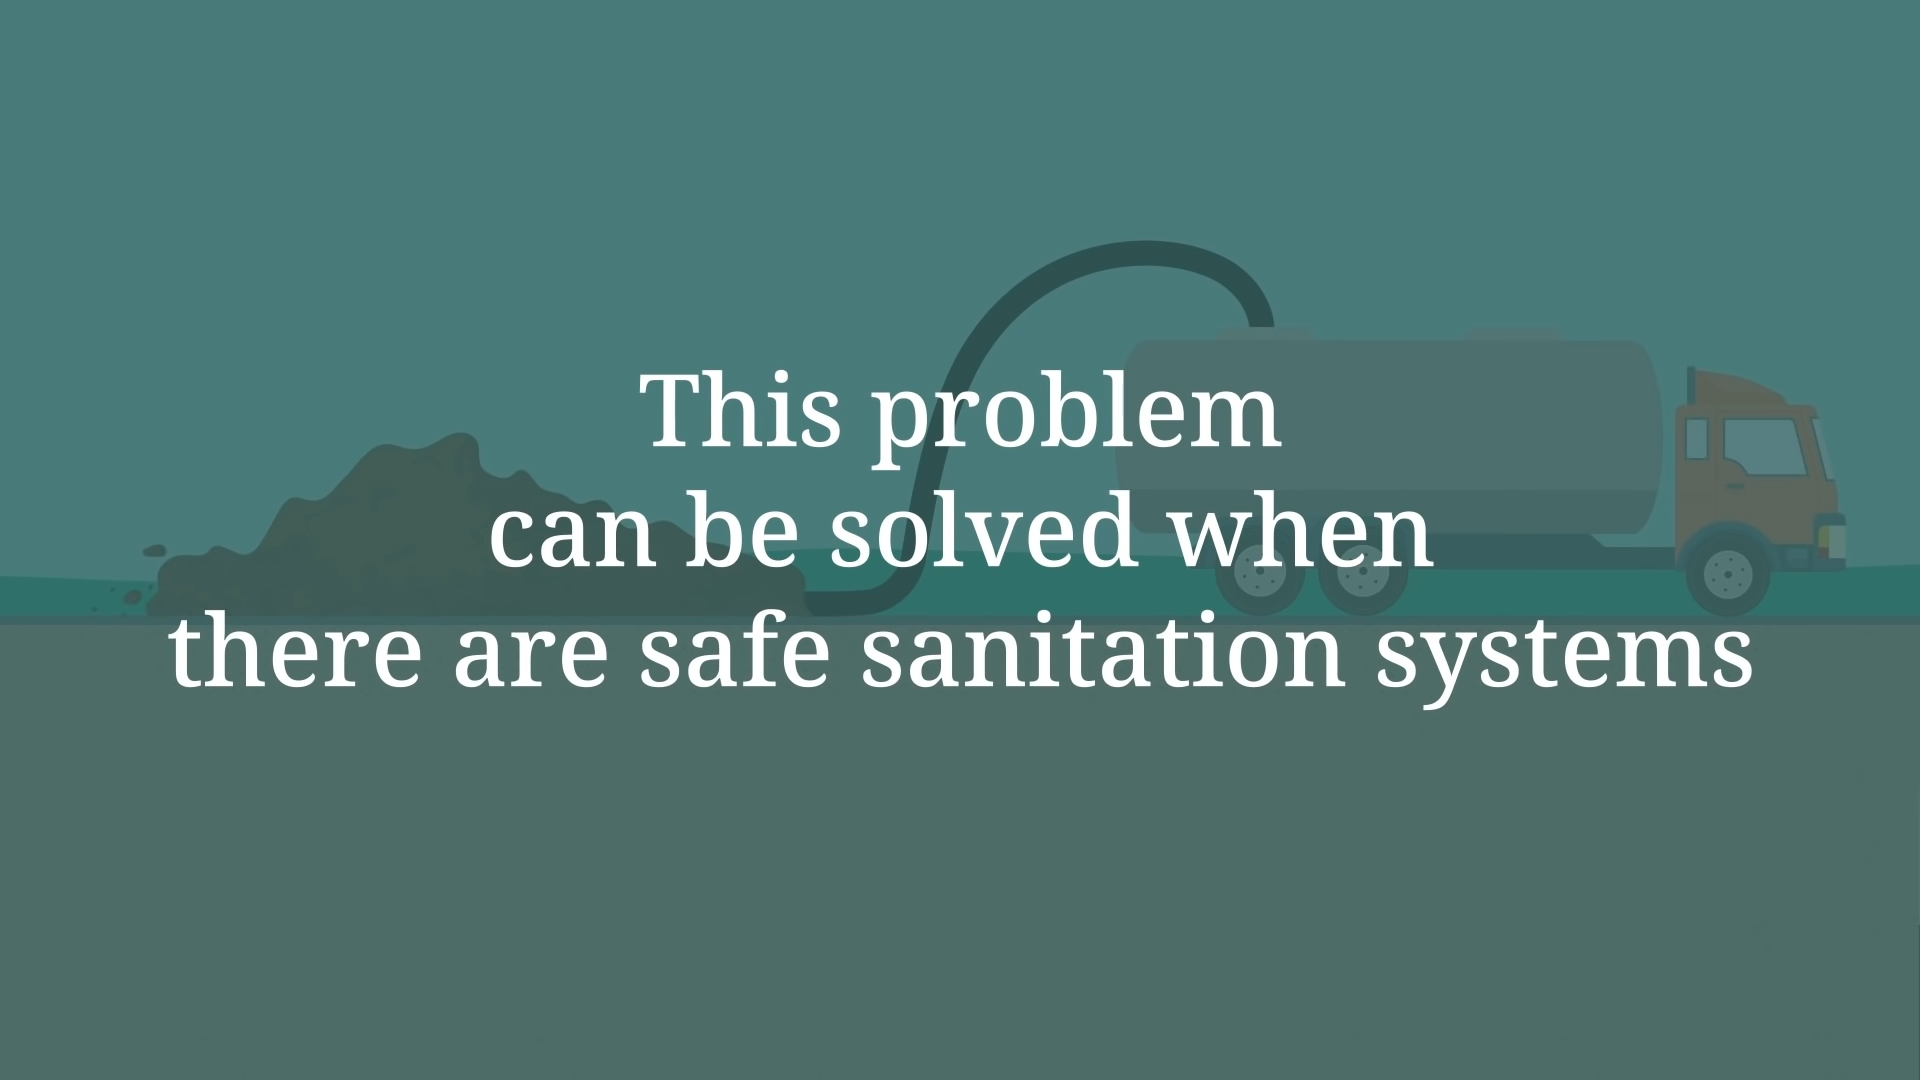 This problem
can be solved when
there are safe sanitation systems